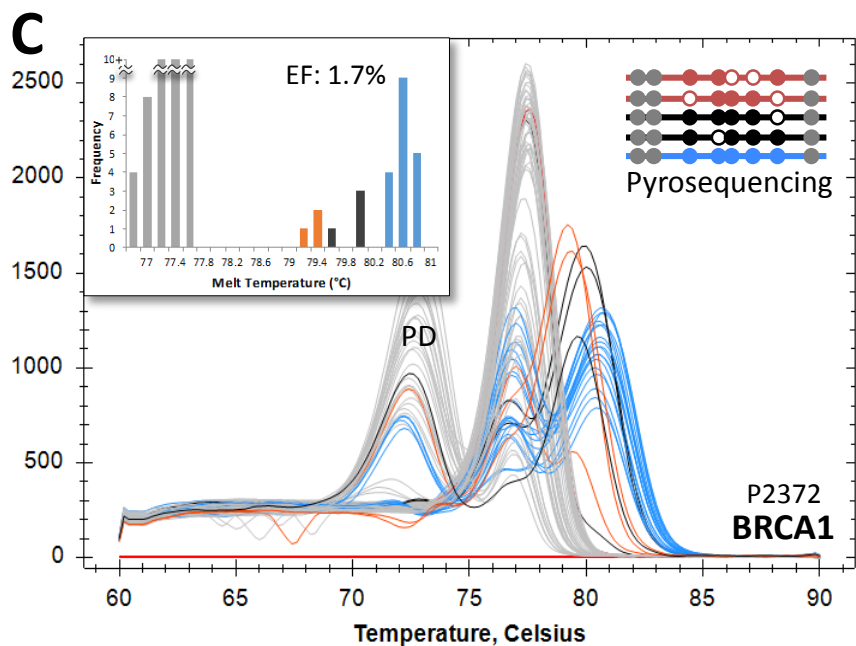 C
EF: 1.7%
Frequency
10+
9
8
7
6
5
4
3
2
1
0
77 77.4 77.8 78.2 78.6 79 79.4 79.8 80.2 80.6 81
Melt Temperature (°C)
Pyrosequencing
PD
P2372
BRCA1
2500
2000
1500
1000
500
0
60 65 70 75 80 85 90
Temperature, Celsius